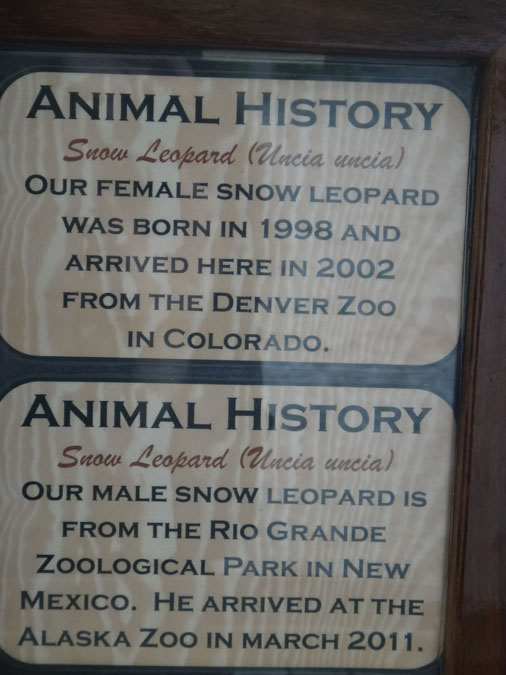 ANIMAL HISTORY
Snow Leopard (Uncia uncia)
OUR FEMALE SNOW LEOPARD
WAS BORN IN 1998 AND
ARRIVED HERE IN 2002
FROM THE DENVER ZOO
IN COLORADO.
ANIMAL HISTORY
Snow Leopard (Uncia uncia)
OUR MALE SNOW LEOPARD IS
FROM THE RIO GRANDE
ZOOLOGICAL PARK IN NEW
MEXICO. HE ARRIVED AT THE
ALASKA ZOO IN MARCH 2011.